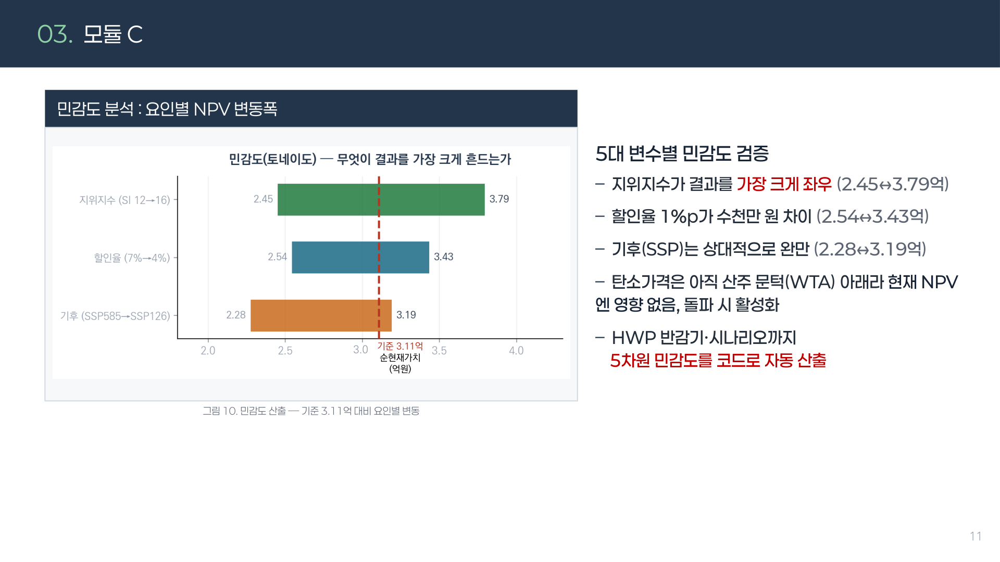 03. 모듈 C
민감도 분석 : 요인별 NPV 변동폭
민감도(토네이도) — 무엇이 결과를 가장 크게 흔드는가
지위지수 (SI 12→16)
2.45
3.79
할인율 (7%→4%)
2.54
3.43
기후 (SSP585→SSP126)
2.28
3.19
2.0
2.5
3.0
3.5
4.0
기준 3.11억
순현재가치
(억원)
그림 10. 민감도 산출 — 기준 3.11억 대비 요인별 변동
5대 변수별 민감도 검증
– 지위지수가 결과를 가장 크게 좌우 (2.45↔3.79억)
– 할인율 1%p가 수천만 원 차이 (2.54↔3.43억)
– 기후(SSP)는 상대적으로 완만 (2.28↔3.19억)
– 탄소가격은 아직 산주 문턱(WTA) 아래라 현재 NPV
엔 영향 없음, 돌파 시 활성화
– HWP 반감기·시나리오까지
5차원 민감도를 코드로 자동 산출
11